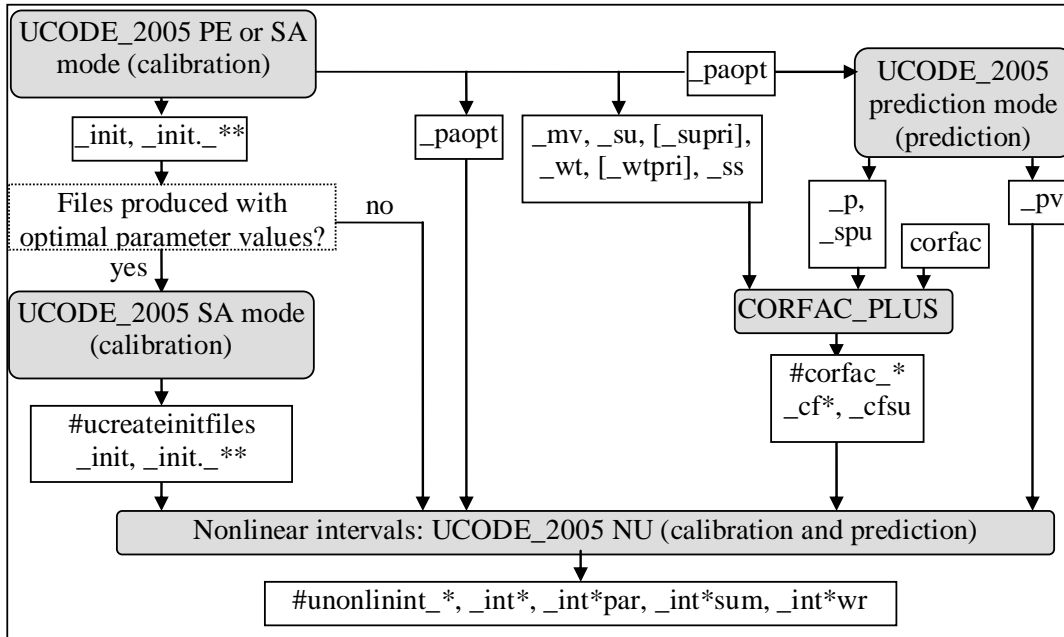 UCODE_2005 PE or SA
mode (calibration)
_paopt
UCODE_2005
prediction mode
(prediction)
_init, _init._**
_paopt
_mv, _su, [_supri],
_wt, [_wtpri], _ss
Files produced with
optimal parameter values?
no
yes
_p,
_spu
_pv
corfac
UCODE_2005 SA mode
(calibration)
CORFAC_PLUS
#ucreateinitfiles
_init, _init._**
#corfac_*
_cf*, _cfsu
Nonlinear intervals: UCODE_2005 NU (calibration and prediction)
#unonlinint_*, _int*, _int*par, _int*sum, _int*wr